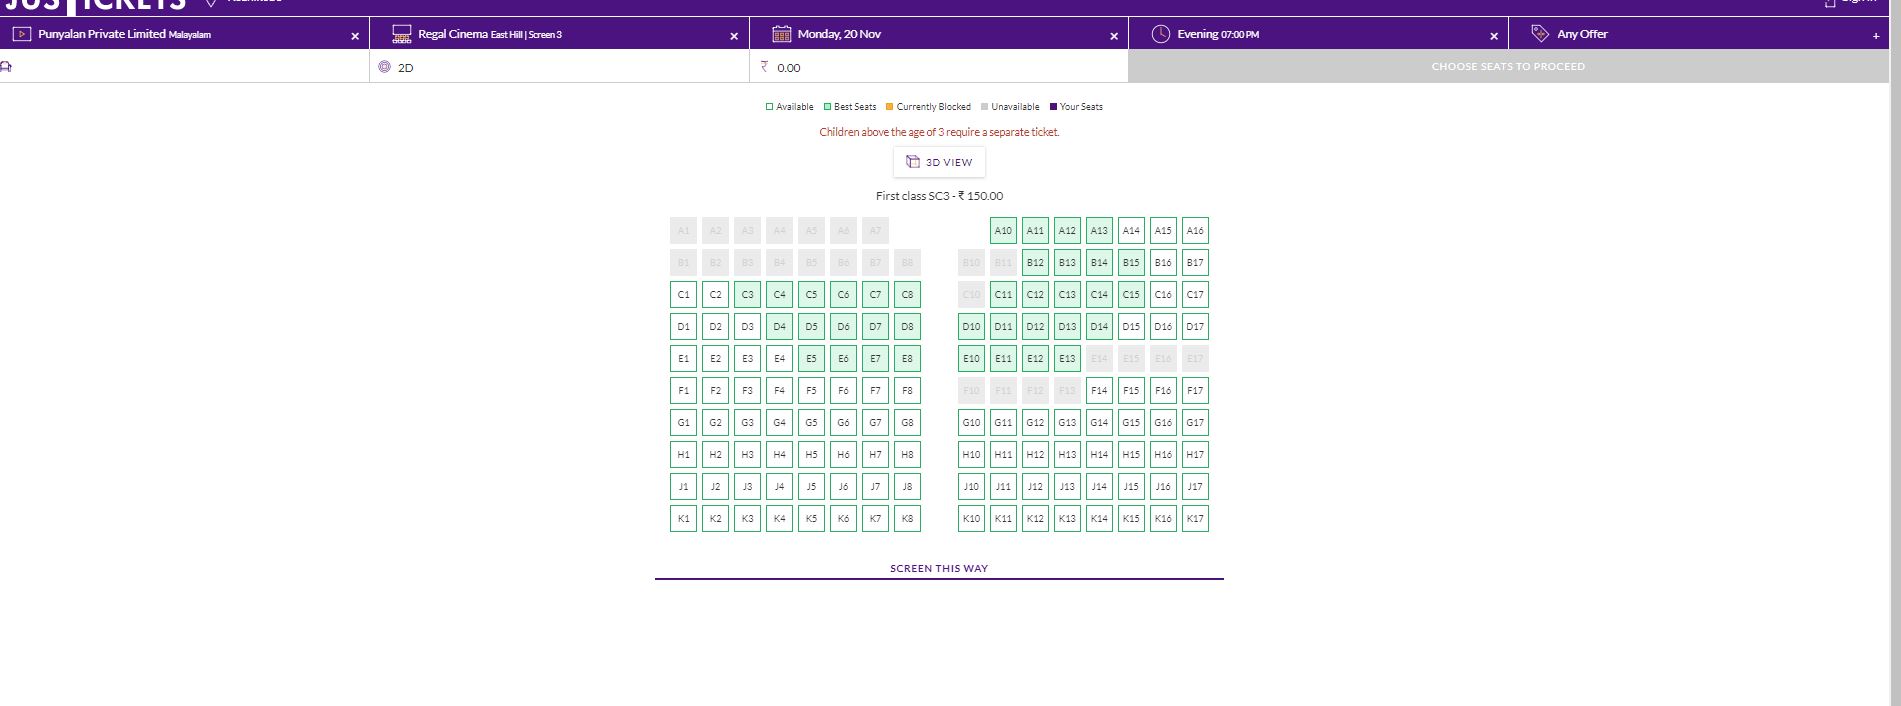 JUSTICKETS
Punyalan Private Limited Malayalam × Regal Cinema East Hill | Screen 3 × Monday, 20 Nov × Evening 07:00 PM × Any Offer +
2D ₹ 0.00 CHOOSE SEATS TO PROCEED
Available Best Seats Currently Blocked Unavailable Your Seats
Children above the age of 3 require a separate ticket.
3D VIEW
First class SC3 - ₹ 150.00
A1 A2 A3 A4 A5 A6 A7 A10 A11 A12 A13 A14 A15 A16
B1 B2 B3 B4 B5 B6 B7 B8 B10 B11 B12 B13 B14 B15 B16 B17
C1 C2 C3 C4 C5 C6 C7 C8 C10 C11 C12 C13 C14 C15 C16 C17
D1 D2 D3 D4 D5 D6 D7 D8 D10 D11 D12 D13 D14 D15 D16 D17
E1 E2 E3 E4 E5 E6 E7 E8 E10 E11 E12 E13 E14 E15 E16 E17
F1 F2 F3 F4 F5 F6 F7 F8 F10 F11 F12 F13 F14 F15 F16 F17
G1 G2 G3 G4 G5 G6 G7 G8 G10 G11 G12 G13 G14 G15 G16 G17
H1 H2 H3 H4 H5 H6 H7 H8 H10 H11 H12 H13 H14 H15 H16 H17
J1 J2 J3 J4 J5 J6 J7 J8 J10 J11 J12 J13 J14 J15 J16 J17
K1 K2 K3 K4 K5 K6 K7 K8 K10 K11 K12 K13 K14 K15 K16 K17
SCREEN THIS WAY